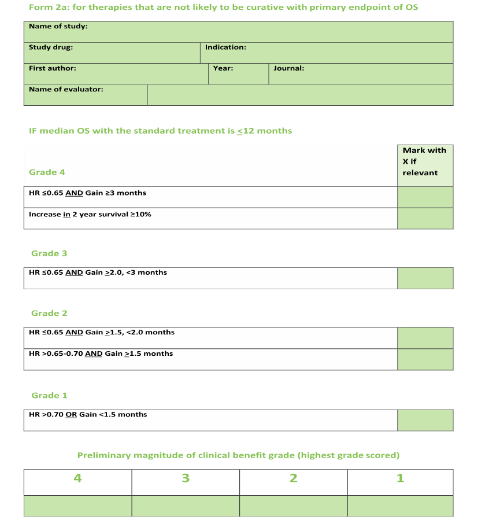 Form 2a: for therapies that are not likely to be curative with primary endpoint of OS
Name of study:
Study drug: Indication:
First author: Year: Journal:
Name of evaluator:
IF median OS with the standard treatment is ≤12 months
Mark with
X if
relevant
Grade 4
HR ≤0.65 AND Gain ≥3 months
Increase in 2 year survival ≥10%
Grade 3
HR ≤0.65 AND Gain ≥2.0, <3 months
Grade 2
HR ≤0.65 AND Gain ≥1.5, <2.0 months
HR >0.65-0.70 AND Gain ≥1.5 months
Grade 1
HR >0.70 OR Gain <1.5 months
Preliminary magnitude of clinical benefit grade (highest grade scored)
4 3 2 1